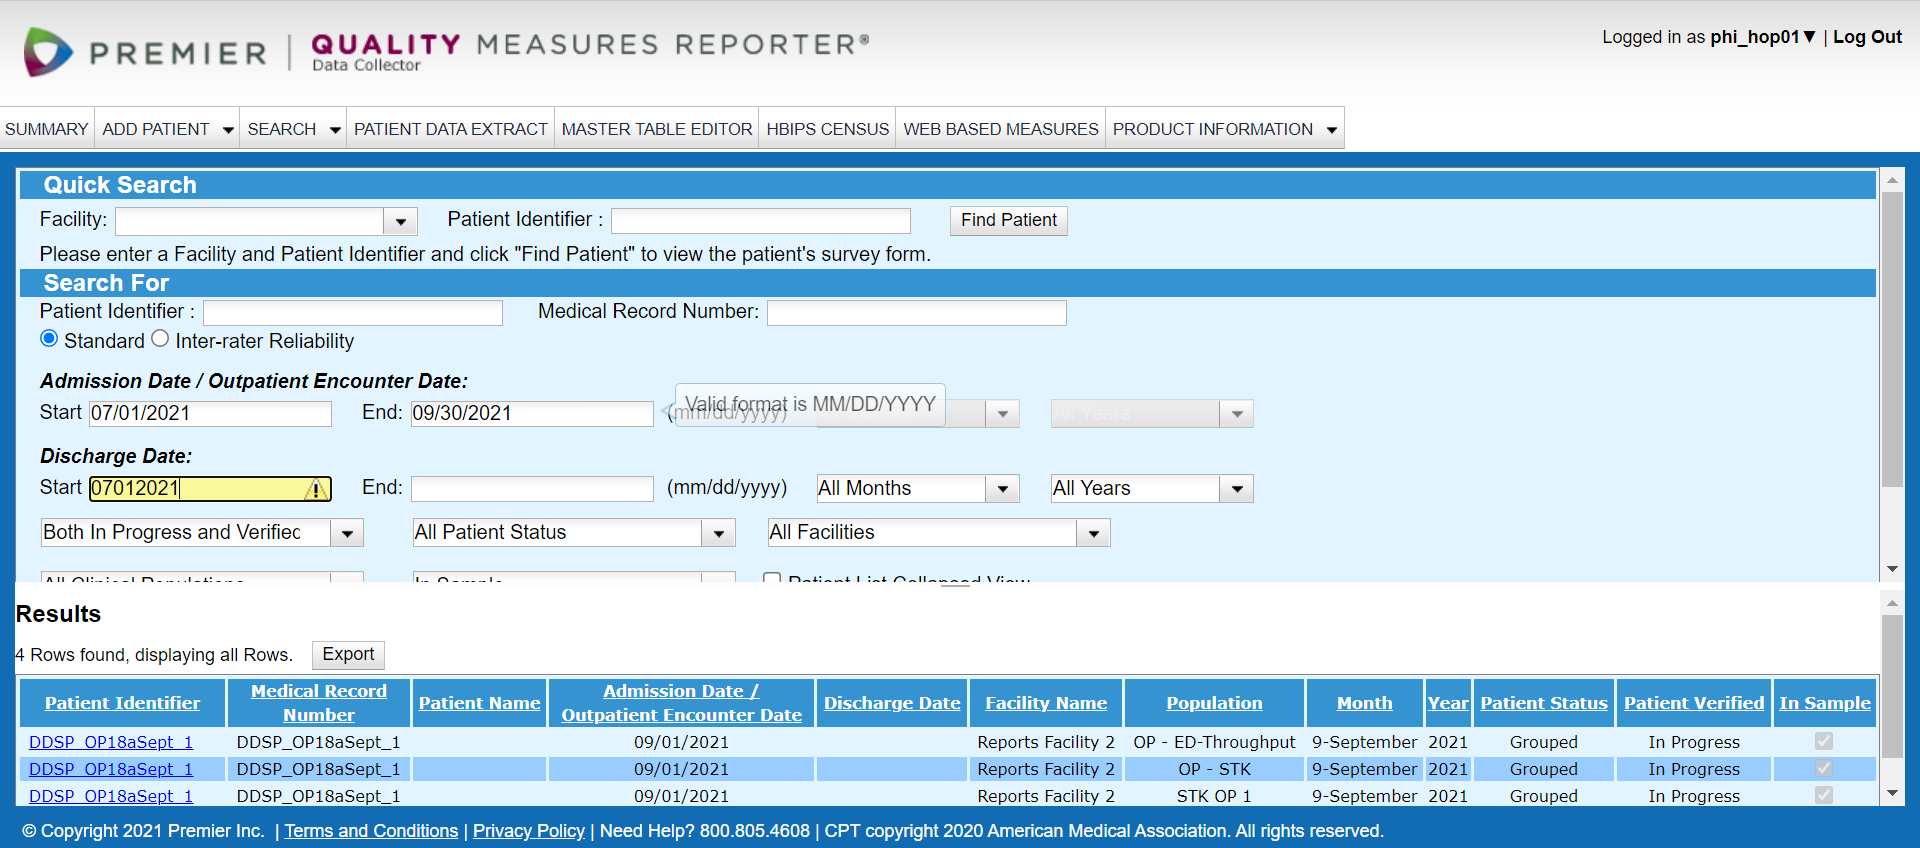 PREMIER | QUALITY MEASURES REPORTER®
Data Collector
Logged in as phi_hop01▼ | Log Out
SUMMARY ADD PATIENT SEARCH PATIENT DATA EXTRACT MASTER TABLE EDITOR HBIPS CENSUS WEB BASED MEASURES PRODUCT INFORMATION
Quick Search
Facility: Patient Identifier : Find Patient
Please enter a Facility and Patient Identifier and click "Find Patient" to view the patient's survey form.
Search For
Patient Identifier : Medical Record Number:
Standard Inter-rater Reliability
Admission Date / Outpatient Encounter Date:
Start 07/01/2021 End: 09/30/2021 (mm/dd/yyyy) Valid format is MM/DD/YYYY All Years
Discharge Date:
Start 07012021 End: (mm/dd/yyyy) All Months All Years
Both In Progress and Verified All Patient Status All Facilities
All Clinical Populations In Sample Patient List Collapsed View
Results
4 Rows found, displaying all Rows. Export
Patient Identifier Medical Record Number Patient Name Admission Date / Outpatient Encounter Date Discharge Date Facility Name Population Month Year Patient Status Patient Verified In Sample
DDSP_OP18aSept_1 DDSP_OP18aSept_1 09/01/2021 Reports Facility 2 OP - ED-Throughput 9-September 2021 Grouped In Progress
DDSP_OP18aSept_1 DDSP_OP18aSept_1 09/01/2021 Reports Facility 2 OP - STK 9-September 2021 Grouped In Progress
DDSP_OP18aSept_1 DDSP_OP18aSept_1 09/01/2021 Reports Facility 2 STK OP 1 9-September 2021 Grouped In Progress
© Copyright 2021 Premier Inc. | Terms and Conditions | Privacy Policy | Need Help? 800.805.4608 | CPT copyright 2020 American Medical Association. All rights reserved.